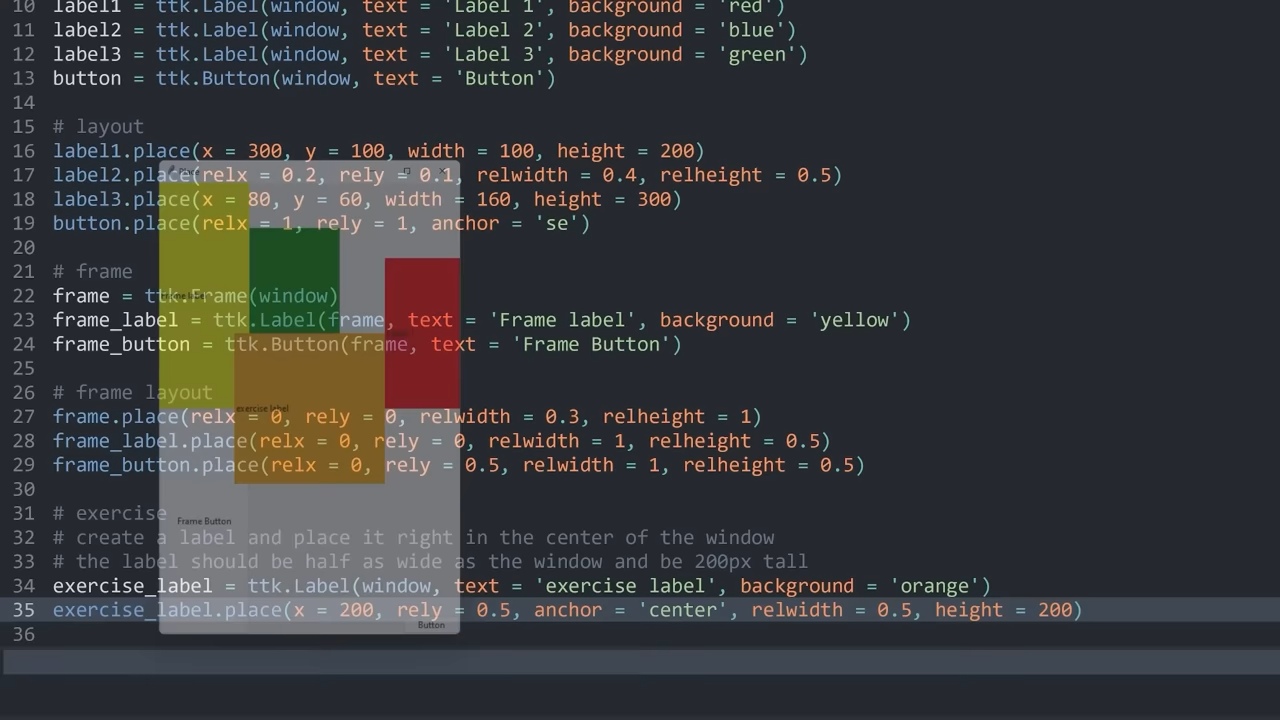 10 label1 = ttk.Label(window, text = 'Label 1', background = 'red')
11 label2 = ttk.Label(window, text = 'Label 2', background = 'blue')
12 label3 = ttk.Label(window, text = 'Label 3', background = 'green')
13 button = ttk.Button(window, text = 'Button')
14
15 # layout
16 label1.place(x = 300, y = 100, width = 100, height = 200)
17 label2.place(relx = 0.2, rely = 0.1, relwidth = 0.4, relheight = 0.5)
18 label3.place(x = 80, y = 60, width = 160, height = 300)
19 button.place(relx = 1, rely = 1, anchor = 'se')
20
21 # frame
22 frame = ttk.Frame(window)
Frame label
23 frame_label = ttk.Label(frame, text = 'Frame label', background = 'yellow')
24 frame_button = ttk.Button(frame, text = 'Frame Button')
25
26 # frame layout
exercise label
27 frame.place(relx = 0, rely = 0, relwidth = 0.3, relheight = 1)
28 frame_label.place(relx = 0, rely = 0, relwidth = 1, relheight = 0.5)
29 frame_button.place(relx = 0, rely = 0.5, relwidth = 1, relheight = 0.5)
30
31 # exercise
Frame Button
32 # create a label and place it right in the center of the window
33 # the label should be half as wide as the window and be 200px tall
34 exercise_label = ttk.Label(window, text = 'exercise label', background = 'orange')
35 exercise_label.place(x = 200, rely = 0.5, anchor = 'center', relwidth = 0.5, height = 200)
Button
36